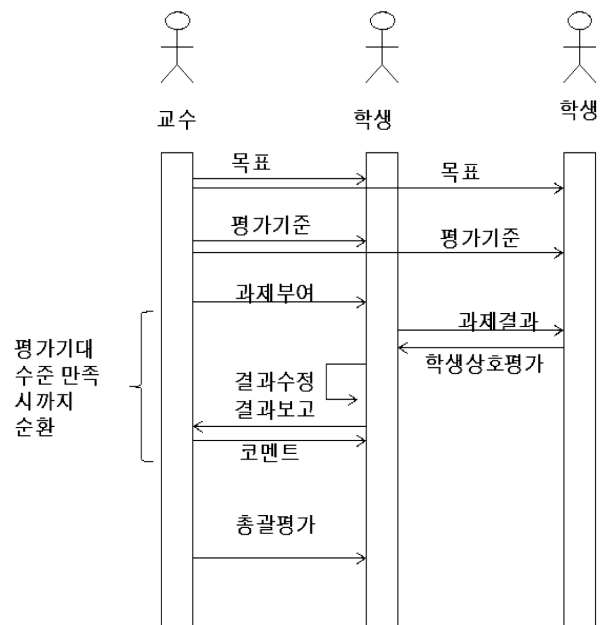 교수
학생
학생
목표
목표
평가기준
평가기준
과제부여
과제결과
학생상호평가
평가기대
수준 만족
시까지
순환
결과수정
결과보고
코멘트
총괄평가